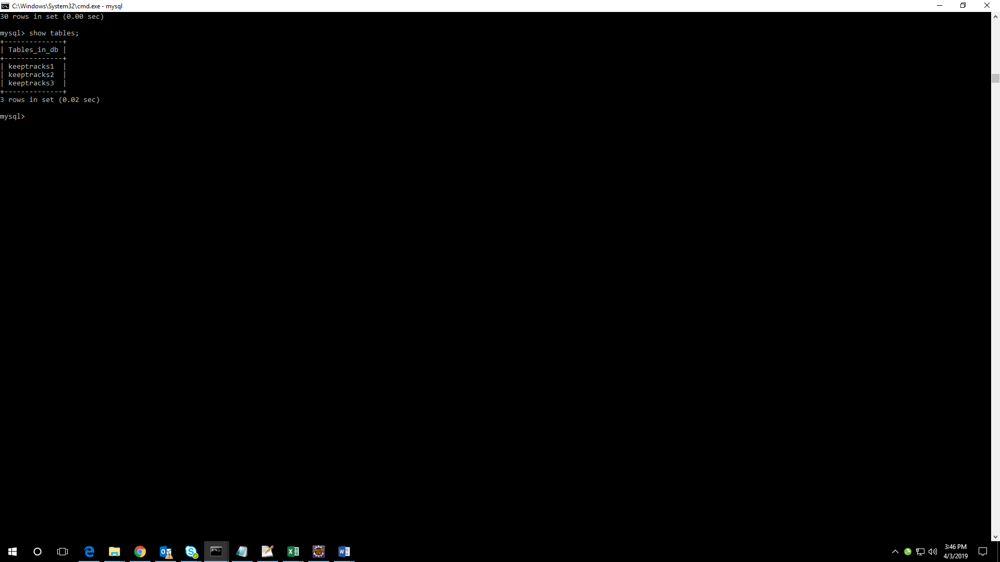 C:\Windows\System32\cmd.exe - mysql
30 rows in set (0.00 sec)
mysql> show tables;
+--------------+
| Tables_in_db |
+--------------+
| keeptracks1  |
| keeptracks2  |
| keeptracks3  |
+--------------+
3 rows in set (0.02 sec)
mysql>
3:46 PM
4/3/2019